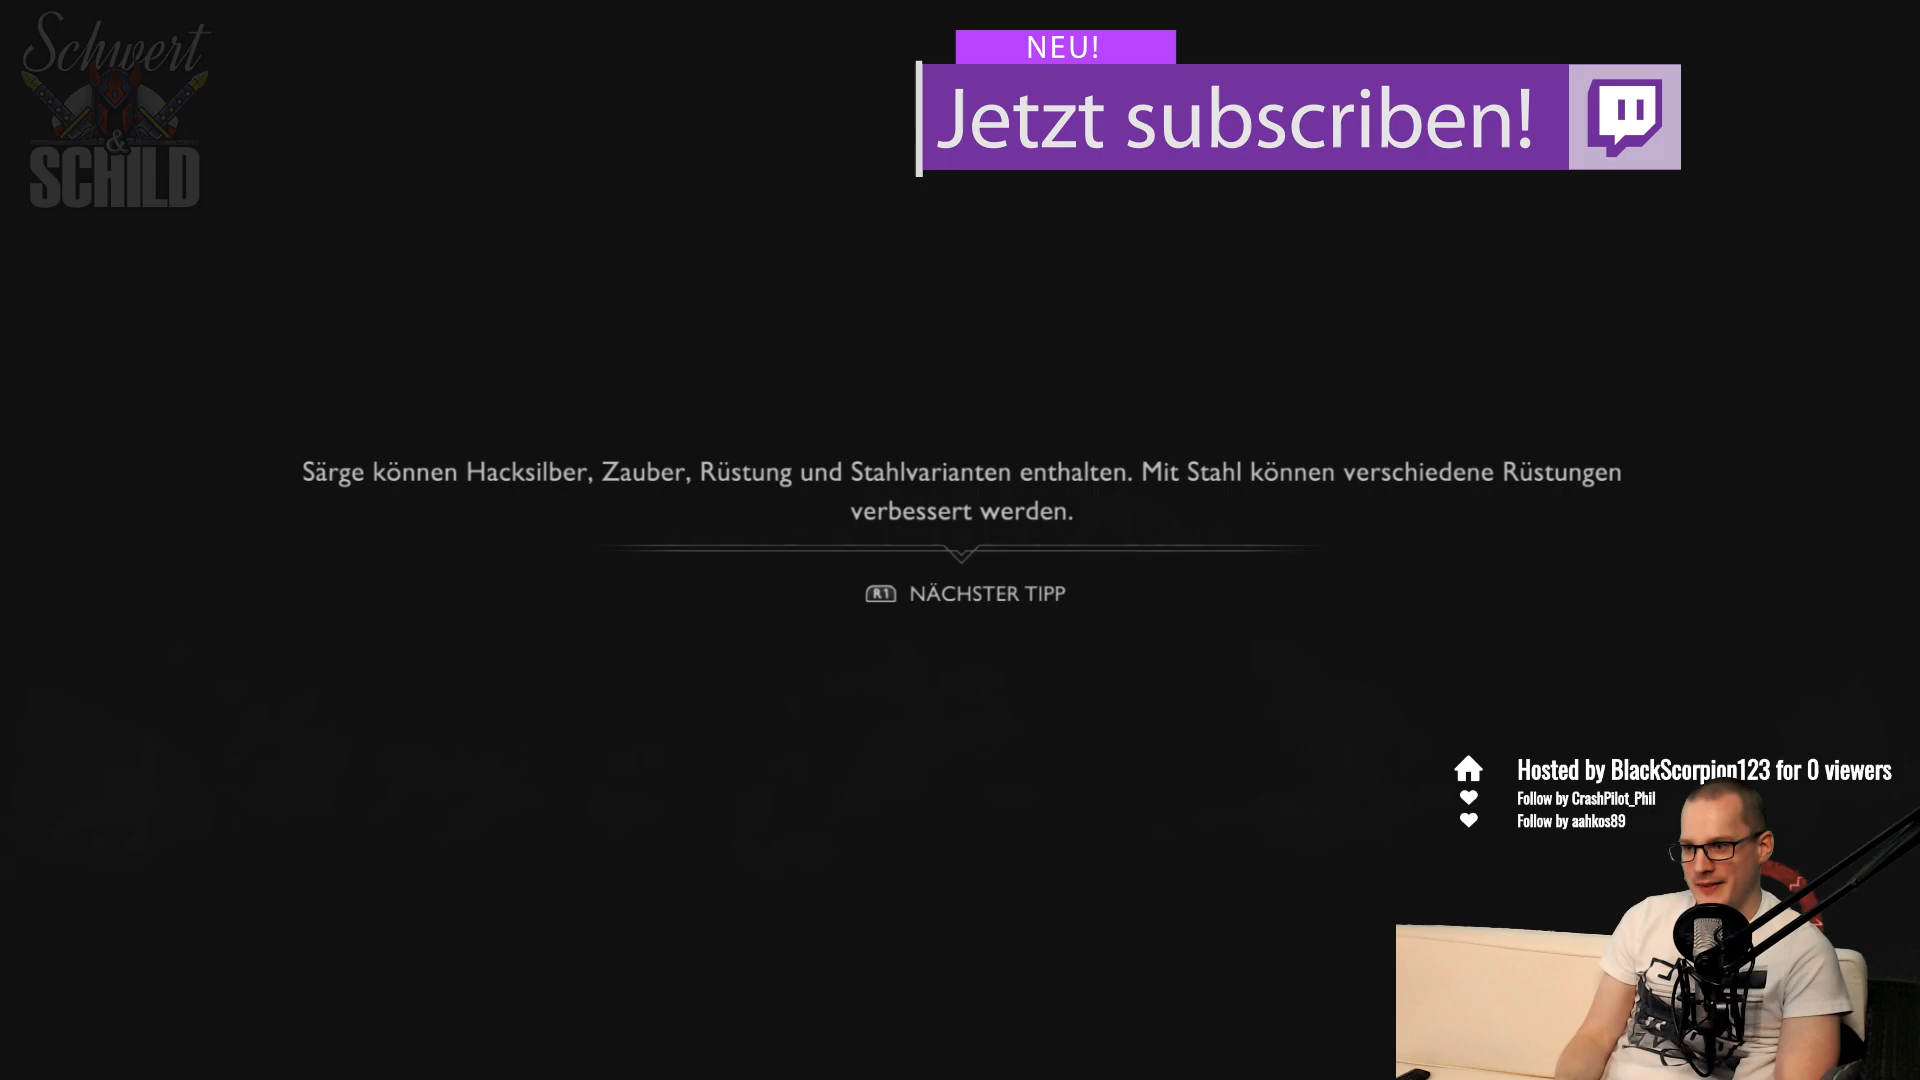 Schwert
&
SCHILD
NEU!
Jetzt subscriben!
Särge können Hacksilber, Zauber, Rüstung und Stahlvarianten enthalten. Mit Stahl können verschiedene Rüstungen
verbessert werden.
R1 NÄCHSTER TIPP
Hosted by BlackScorpion123 for 0 viewers
Follow by CrashPilot_Phil
Follow by aahkos89